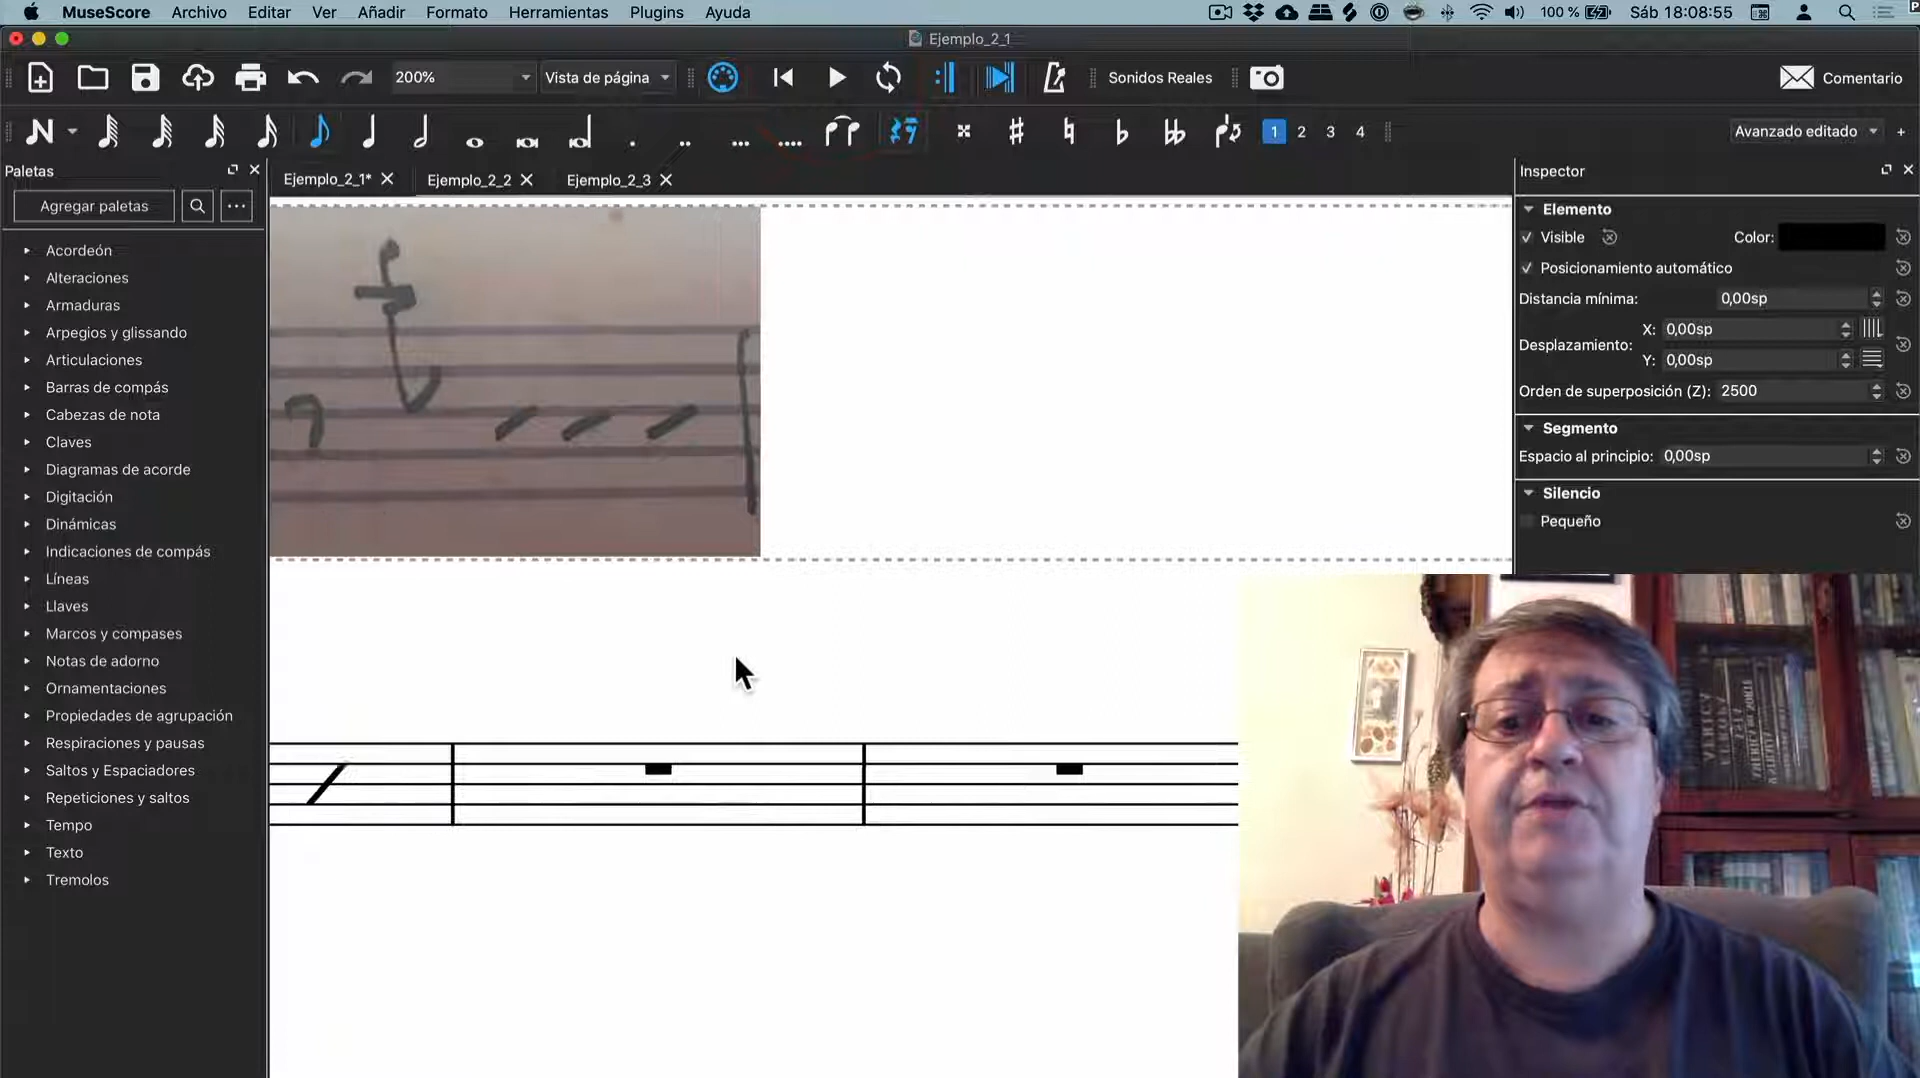 MuseScore Archivo Editar Ver Añadir Formato Herramientas Plugins Ayuda 100 % Sáb 18:08:55
Ejemplo_2_1
200% Vista de página Sonidos Reales Comentario
1 2 3 4 Avanzado editado +
Paletas
Agregar paletas ...
Acordeón
Alteraciones
Armaduras
Arpegios y glissando
Articulaciones
Barras de compás
Cabezas de nota
Claves
Diagramas de acorde
Digitación
Dinámicas
Indicaciones de compás
Líneas
Llaves
Marcos y compases
Notas de adorno
Ornamentaciones
Propiedades de agrupación
Respiraciones y pausas
Saltos y Espaciadores
Repeticiones y saltos
Tempo
Texto
Tremolos
Ejemplo_2_1* Ejemplo_2_2 Ejemplo_2_3
Inspector
Elemento
Visible Color:
Posicionamiento automático
Distancia mínima: 0,00sp
Desplazamiento: X: 0,00sp
Y: 0,00sp
Orden de superposición (Z): 2500
Segmento
Espacio al principio: 0,00sp
Silencio
Pequeño